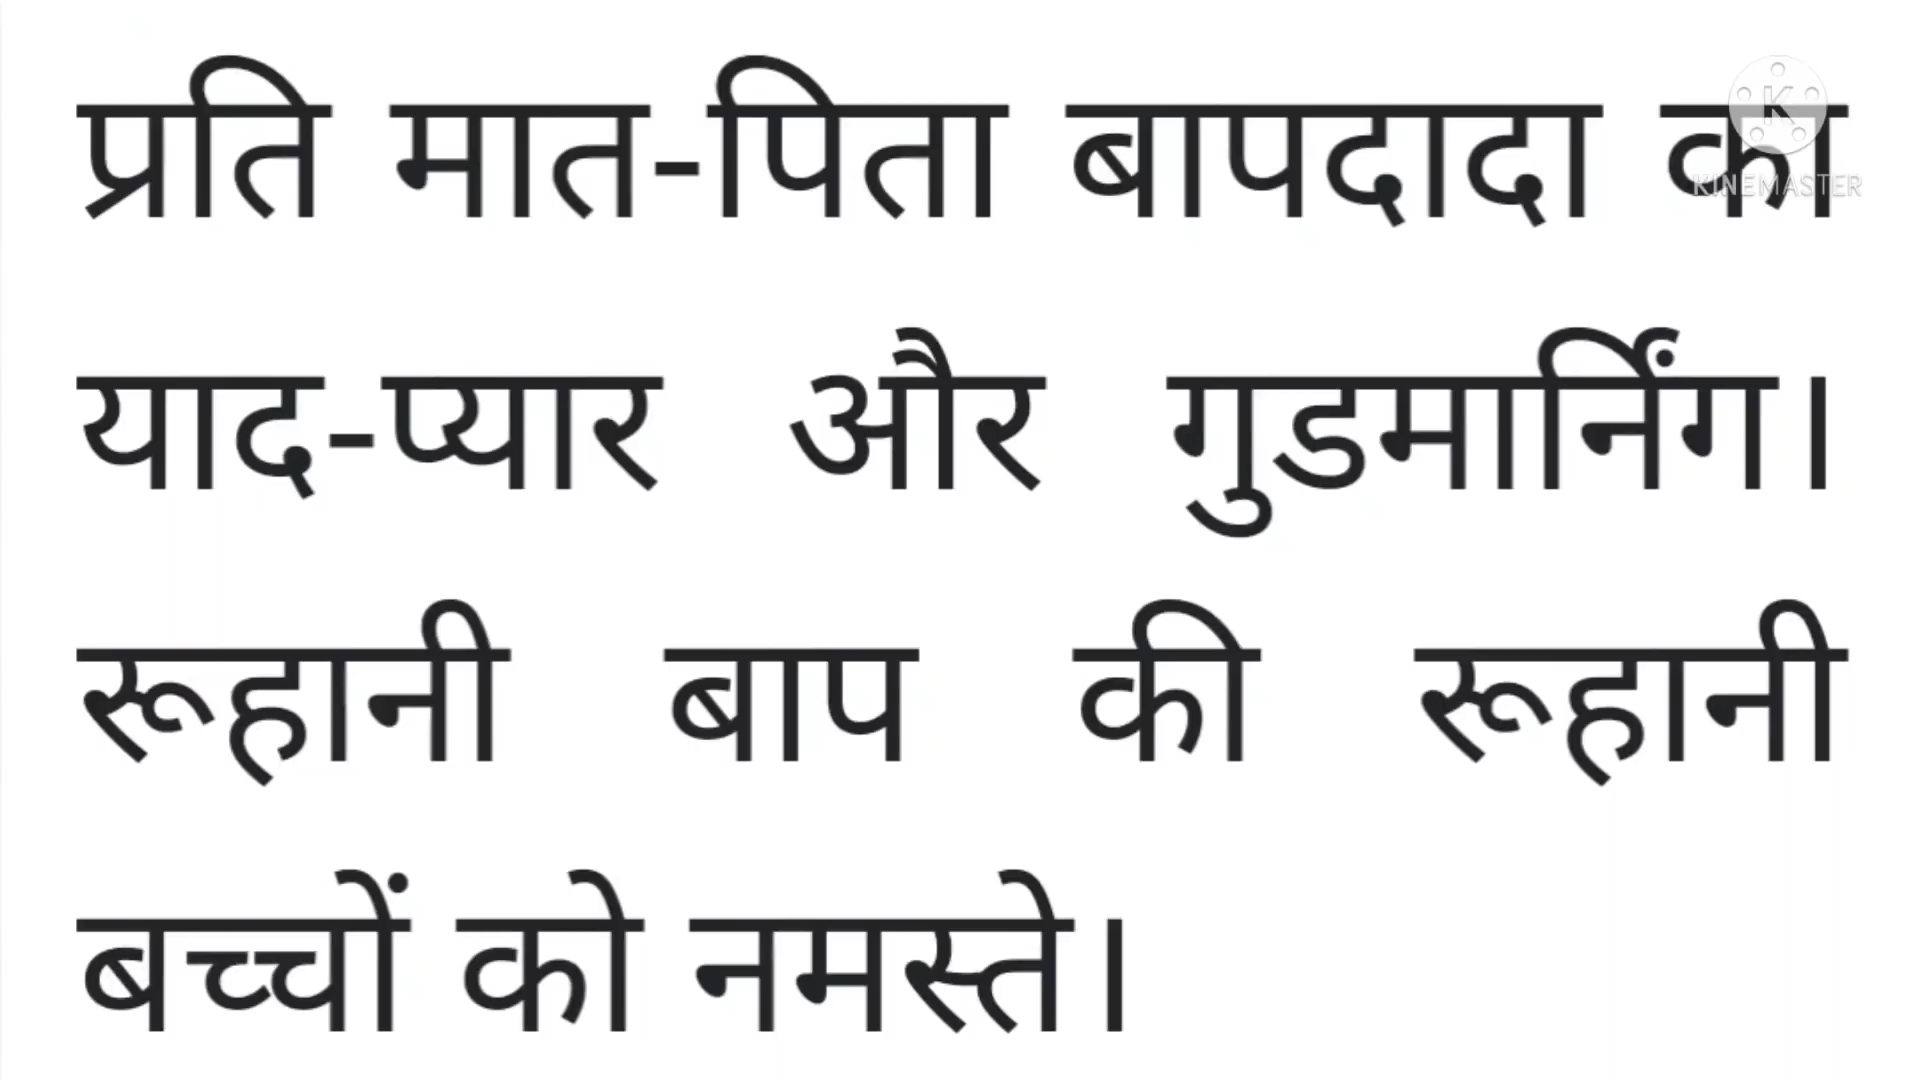 प्रति मात-पिता बापदादा का
याद-प्यार और गुडमार्निंग।
रूहानी बाप की रूहानी
बच्चों को नमस्ते।
KINEMASTER